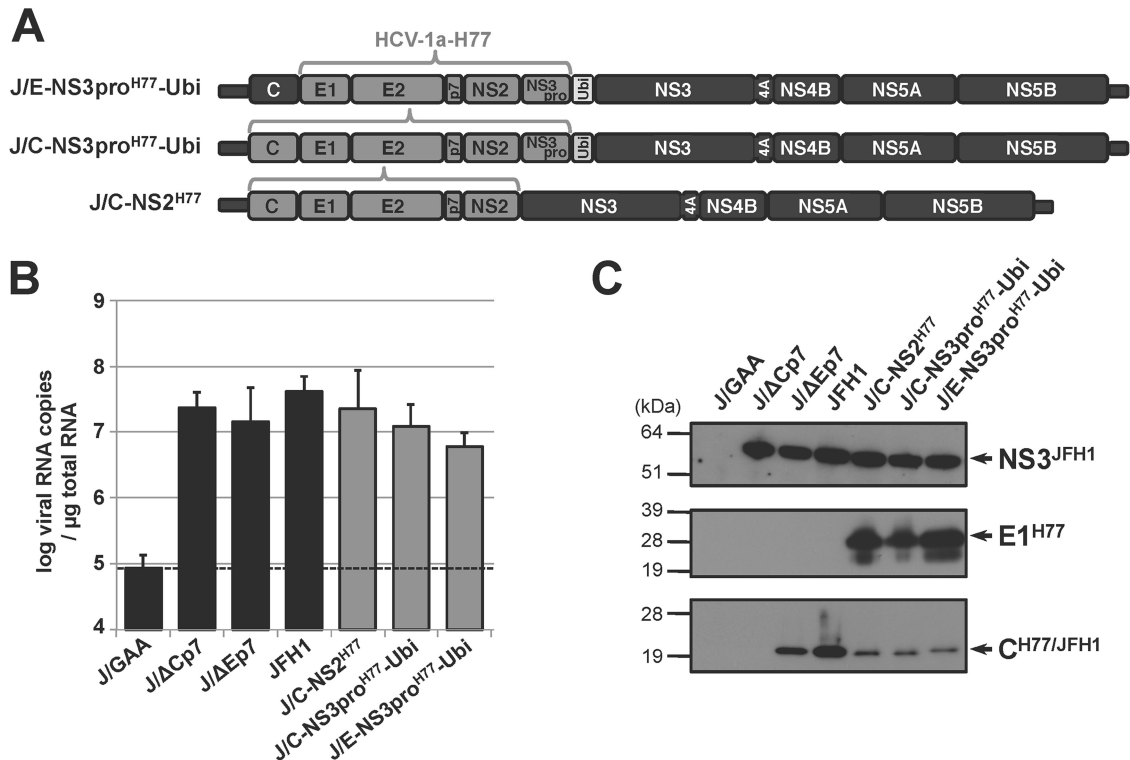 A
HCV-1a-H77
J/E-NS3proH77-Ubi C E1 E2 p7 NS2 NS3 pro Ubi NS3 4A NS4B NS5A NS5B
J/C-NS3proH77-Ubi C E1 E2 p7 NS2 NS3 pro Ubi NS3 4A NS4B NS5A NS5B
J/C-NS2H77 C E1 E2 p7 NS2 NS3 4A NS4B NS5A NS5B
B
log viral RNA copies
/ µg total RNA
9
8
7
6
5
4
J/GAA
J/ΔCp7
J/ΔEp7
JFH1
J/C-NS2H77
J/C-NS3proH77-Ubi
J/E-NS3proH77-Ubi
C
J/GAA
J/ΔCp7
J/ΔEp7
JFH1
J/C-NS2H77
J/C-NS3proH77-Ubi
J/E-NS3proH77-Ubi
(kDa)
64
51
NS3JFH1
39
28
19
E1H77
28
19
CH77/JFH1